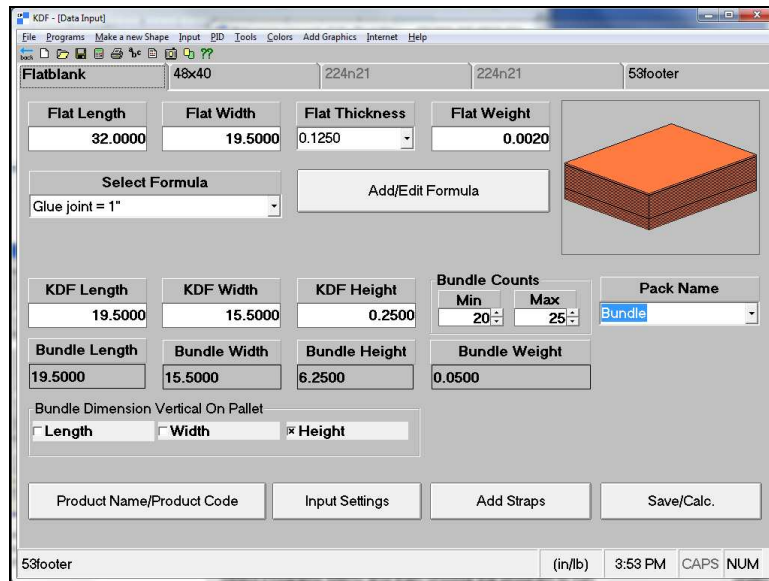 KDF - [Data Input]
File Programs Make a new Shape Input PID Tools Colors Add Graphics Internet Help
back ??
Flatblank 48x40 224n21 224n21 53footer
Flat Length Flat Width Flat Thickness Flat Weight
32.0000 19.5000 0.1250 0.0020
Select Formula
Add/Edit Formula
Glue joint = 1"
Bundle Counts
KDF Length KDF Width KDF Height Min Max Pack Name
19.5000 15.5000 0.2500 20 25 Bundle
Bundle Length Bundle Width Bundle Height Bundle Weight
19.5000 15.5000 6.2500 0.0500
Bundle Dimension Vertical On Pallet
Length Width Height
Product Name/Product Code Input Settings Add Straps Save/Calc.
53footer (in/lb) 3:53 PM CAPS NUM